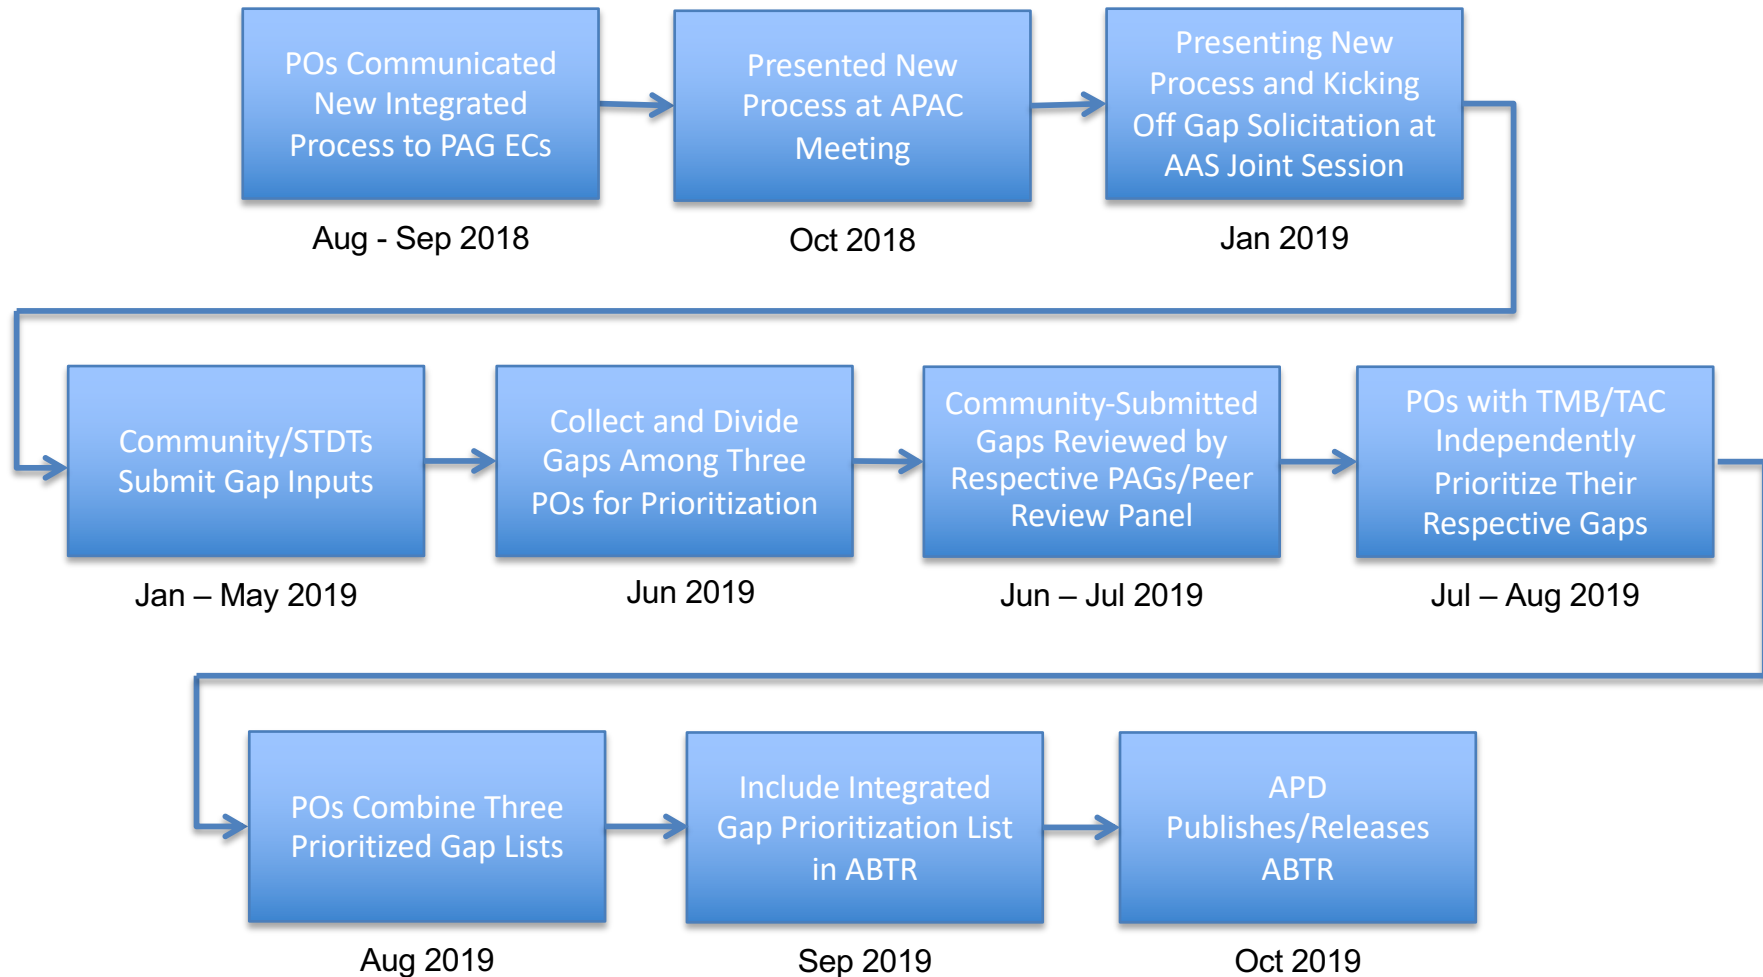 POs Communicated
New Integrated
Process to PAG ECs
Aug - Sep 2018
Presented New
Process at APAC
Meeting
Oct 2018
Presenting New
Process and Kicking
Off Gap Solicitation at
AAS Joint Session
Jan 2019
Community/STDTs
Submit Gap Inputs
Jan – May 2019
Collect and Divide
Gaps Among Three
POs for Prioritization
Jun 2019
Community-Submitted
Gaps Reviewed by
Respective PAGs/Peer
Review Panel
Jun – Jul 2019
POs with TMB/TAC
Independently
Prioritize Their
Respective Gaps
Jul – Aug 2019
POs Combine Three
Prioritized Gap Lists
Aug 2019
Include Integrated
Gap Prioritization List
in ABTR
Sep 2019
APD
Publishes/Releases
ABTR
Oct 2019